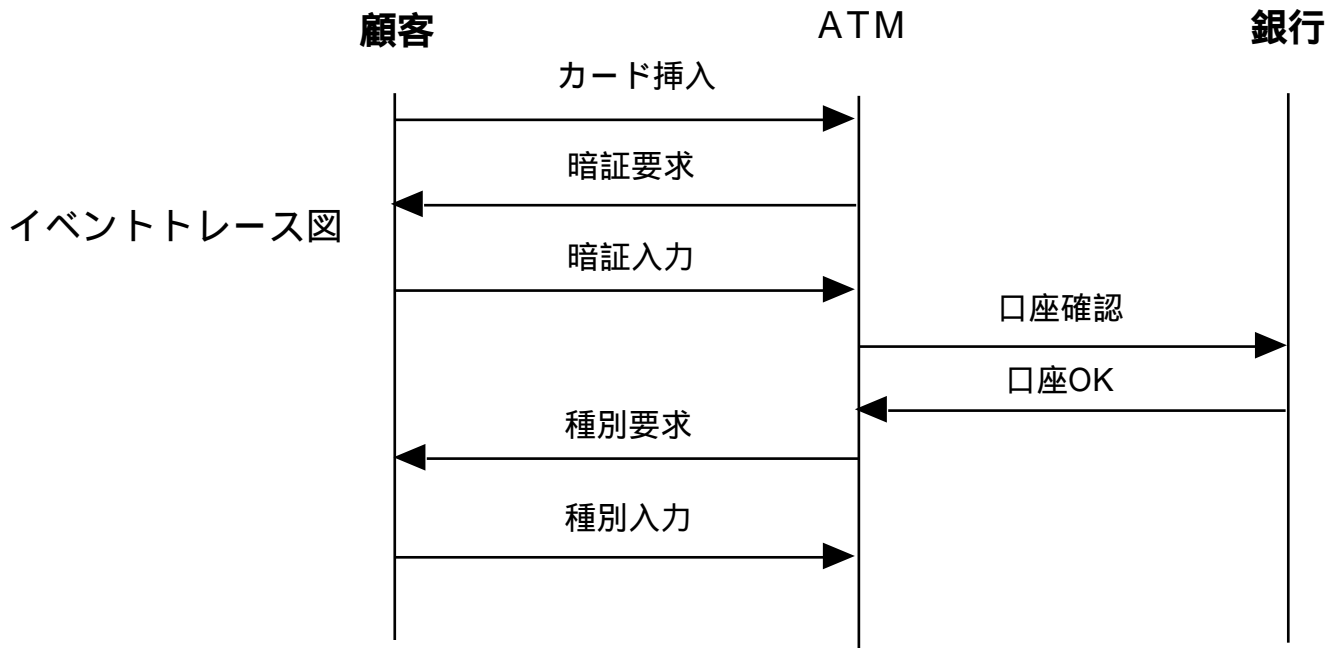 顧客
ATM
銀行
カード挿入
暗証要求
イベントトレース図
暗証入力
口座確認
口座OK
種別要求
種別入力